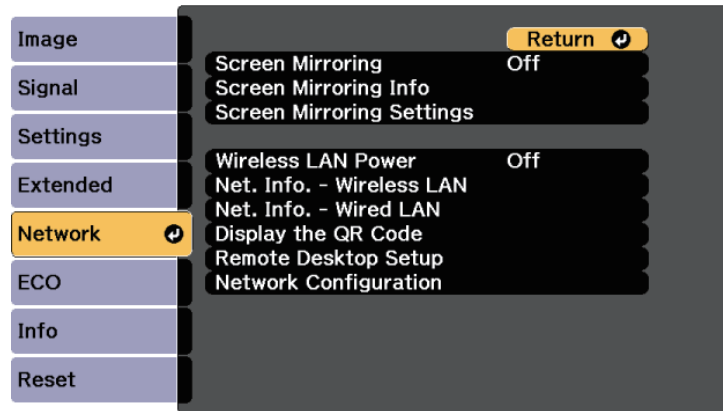 Image
Signal
Settings
Extended
Network
ECO
Info
Reset
Return
Screen Mirroring Off
Screen Mirroring Info
Screen Mirroring Settings
Wireless LAN Power Off
Net. Info. - Wireless LAN
Net. Info. - Wired LAN
Display the QR Code
Remote Desktop Setup
Network Configuration